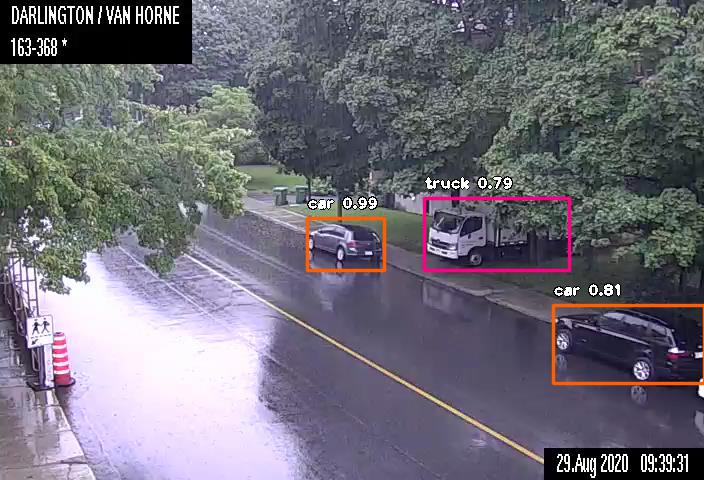 DARLINGTON / VAN HORNE
163-368 *
truck 0.79
car 0.99
car 0.81
29.Aug 2020 09:39:31